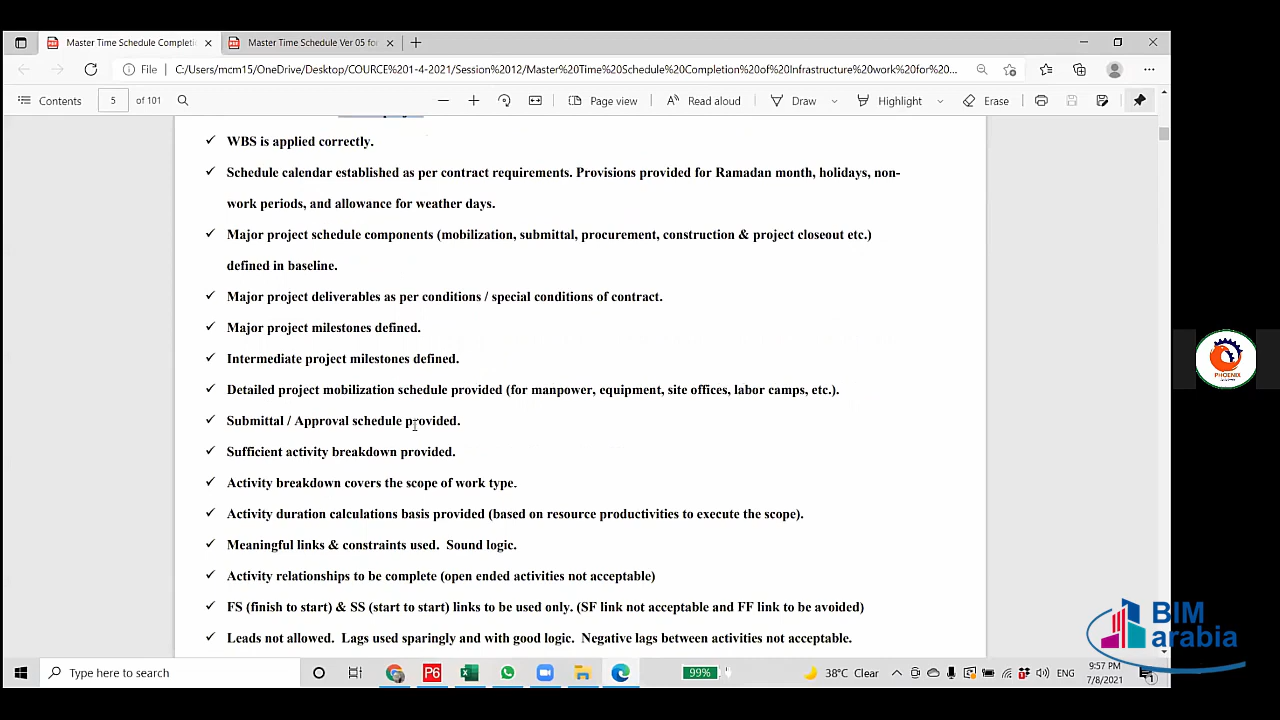 Master Time Schedule Completi
Master Time Schedule Ver 05 for
File
C:/Users/mcm15/OneDrive/Desktop/COURCE%201-4-2021/Session%2012/Master%20Time%20Schedule%20Completion%20of%20Infrastructure%20work%20for%20...
Contents
5
of 101
Page view
Read aloud
Draw
Highlight
Erase
✓ WBS is applied correctly.
✓ Schedule calendar established as per contract requirements. Provisions provided for Ramadan month, holidays, non-
work periods, and allowance for weather days.
✓ Major project schedule components (mobilization, submittal, procurement, construction & project closeout etc.)
defined in baseline.
✓ Major project deliverables as per conditions / special conditions of contract.
✓ Major project milestones defined.
✓ Intermediate project milestones defined.
✓ Detailed project mobilization schedule provided (for manpower, equipment, site offices, labor camps, etc.).
✓ Submittal / Approval schedule provided.
✓ Sufficient activity breakdown provided.
✓ Activity breakdown covers the scope of work type.
✓ Activity duration calculations basis provided (based on resource productivities to execute the scope).
✓ Meaningful links & constraints used. Sound logic.
✓ Activity relationships to be complete (open ended activities not acceptable)
✓ FS (finish to start) & SS (start to start) links to be used only. (SF link not acceptable and FF link to be avoided)
✓ Leads not allowed. Lags used sparingly and with good logic. Negative lags between activities not acceptable.
PHOENIX
BIM
arabia
Type here to search
P6
99%
38°C Clear
ENG
9:57 PM
7/8/2021
1